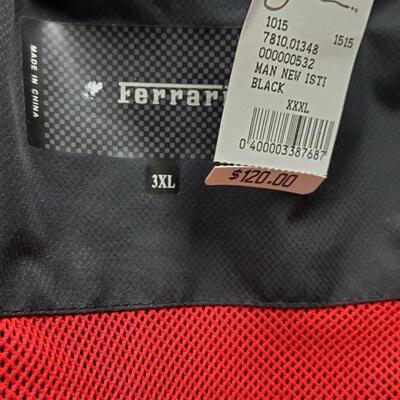 MADE IN CHINA
Ferrari
3XL
1015 1515
7810,01348
000000532
MAN NEW ISTI
BLACK
XXXL
0 400003387687
$120.00